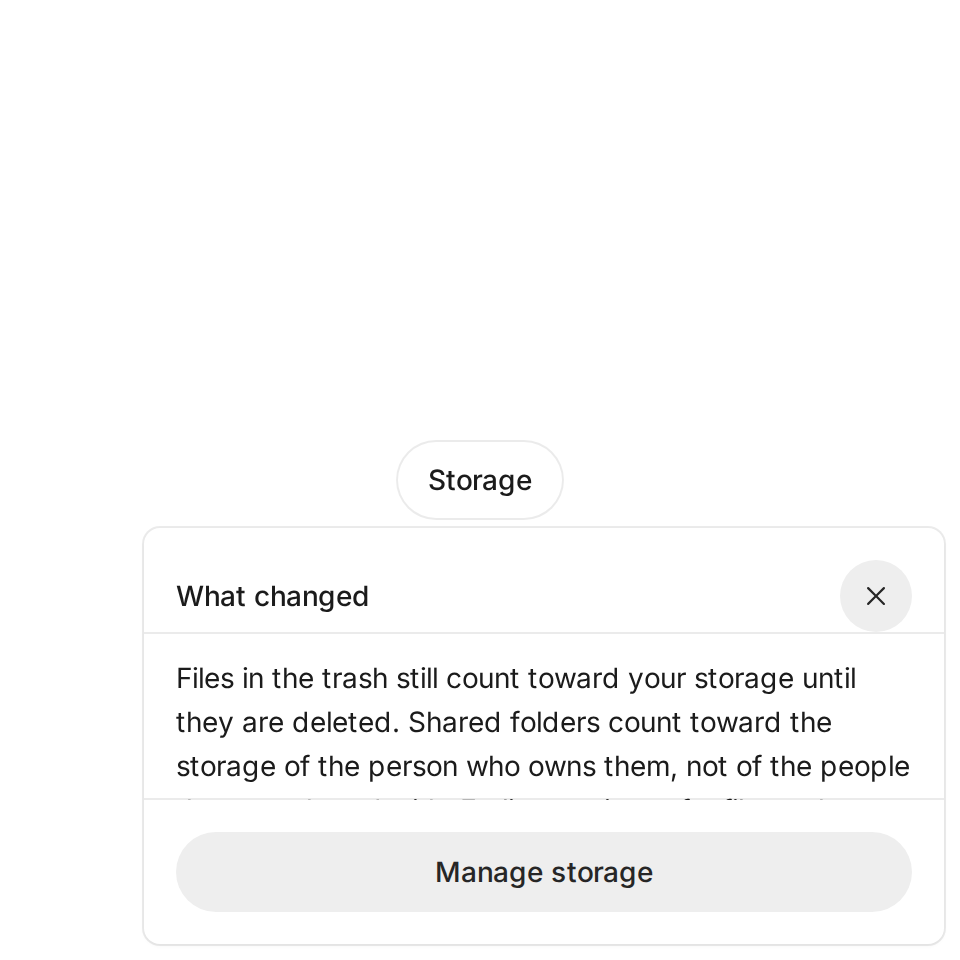 Storage
What changed
Files in the trash still count toward your storage until
they are deleted. Shared folders count toward the
storage of the person who owns them, not of the people
Manage storage